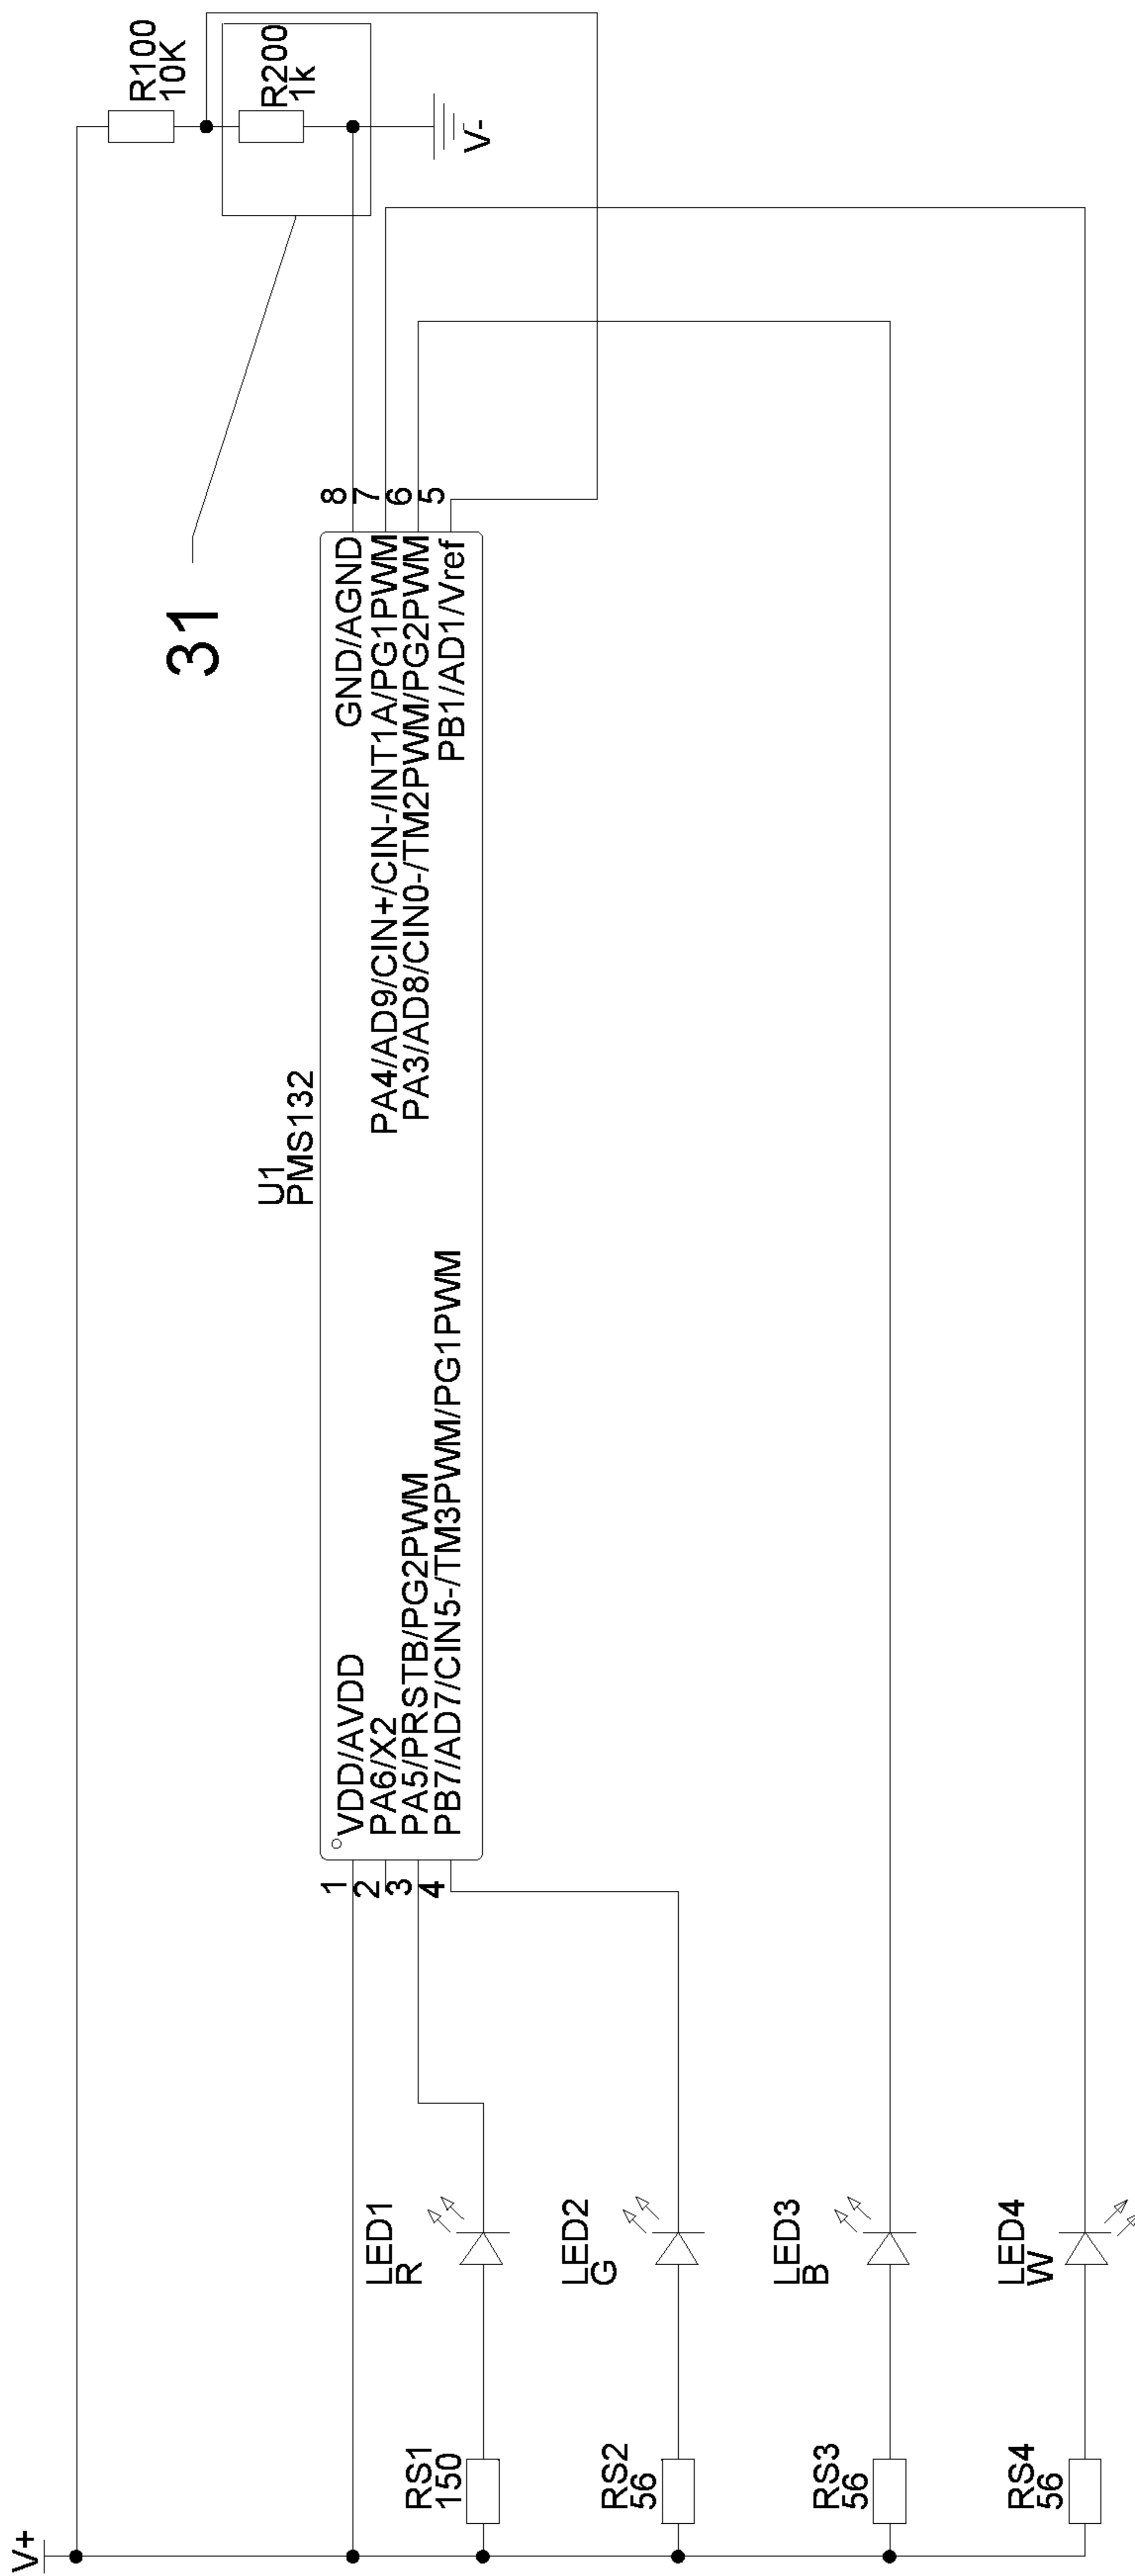 V+
RS1
150
LED1
R
RS2
56
LED2
G
RS3
56
LED3
B
RS4
56
LED4
W
U1
PMS132
1
2
3
4
VDD/AVDD
PA6/X2
PA5/PRSTB/PG2PWM
PB7/AD7/CIN5-/TM3PWM/PG1PWM
GND/AGND
PA4/AD9/CIN+/CIN-/INT1A/PG1PWM
PA3/AD8/CIN0-/TM2PWM/PG2PWM
PB1/AD1/Vref
8
7
6
5
31
R100
10K
R200
1k
V-